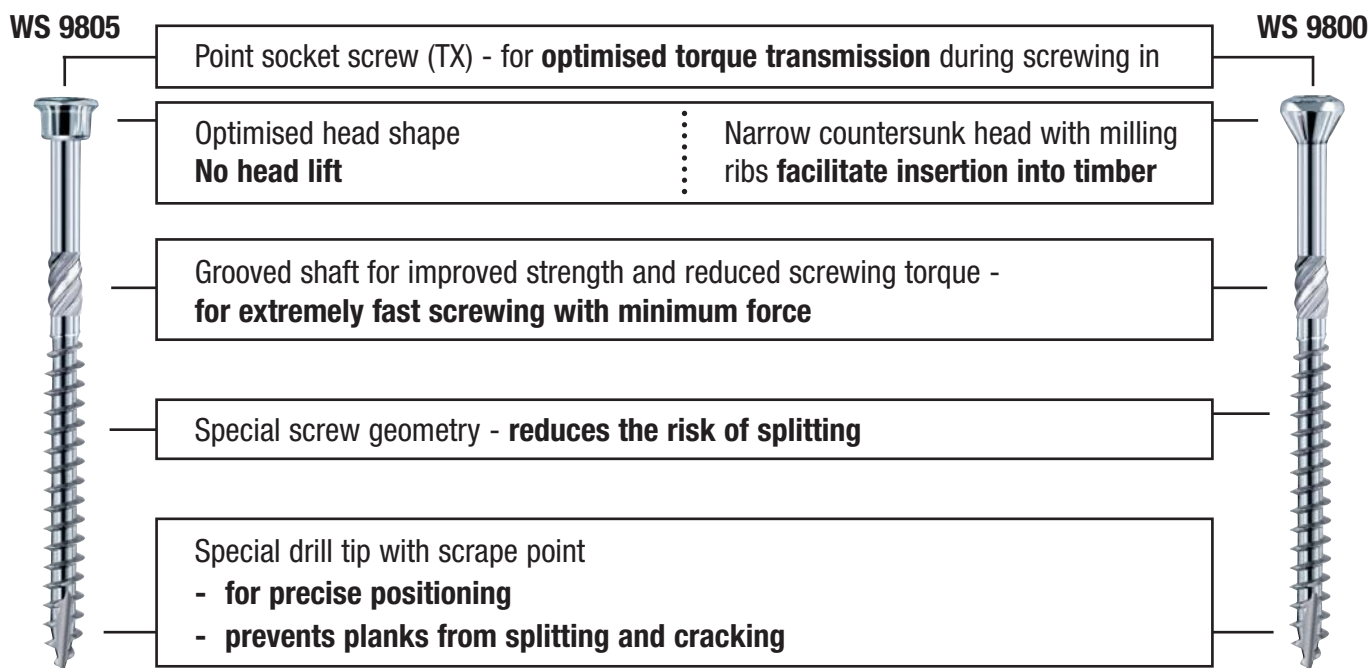 WS 9805
WS 9800
Point socket screw (TX) - for optimised torque transmission during screwing in
Optimised head shape
No head lift
Narrow countersunk head with milling
ribs facilitate insertion into timber
Grooved shaft for improved strength and reduced screwing torque -
for extremely fast screwing with minimum force
Special screw geometry - reduces the risk of splitting
Special drill tip with scrape point
- for precise positioning
- prevents planks from splitting and cracking